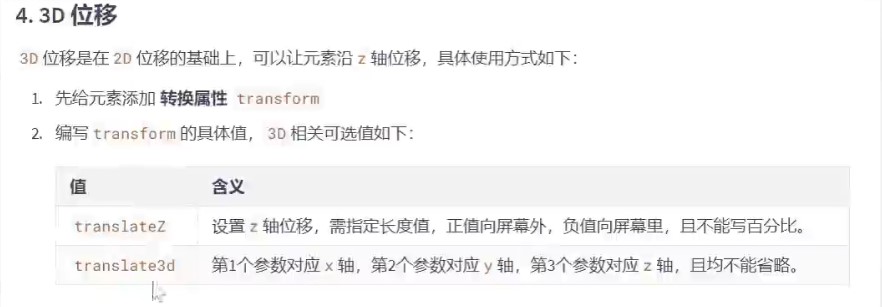 4. 3D 位移
3D 位移是在 2D 位移的基础上，可以让元素沿 z 轴位移，具体使用方式如下：
1. 先给元素添加 转换属性 transform
2. 编写 transform 的具体值， 3D 相关可选值如下：
值 含义
translateZ 设置 z 轴位移，需指定长度值，正值向屏幕外，负值向屏幕里，且不能写百分比。
translate3d 第1个参数对应 x 轴，第2个参数对应 y 轴，第3个参数对应 z 轴，且均不能省略。